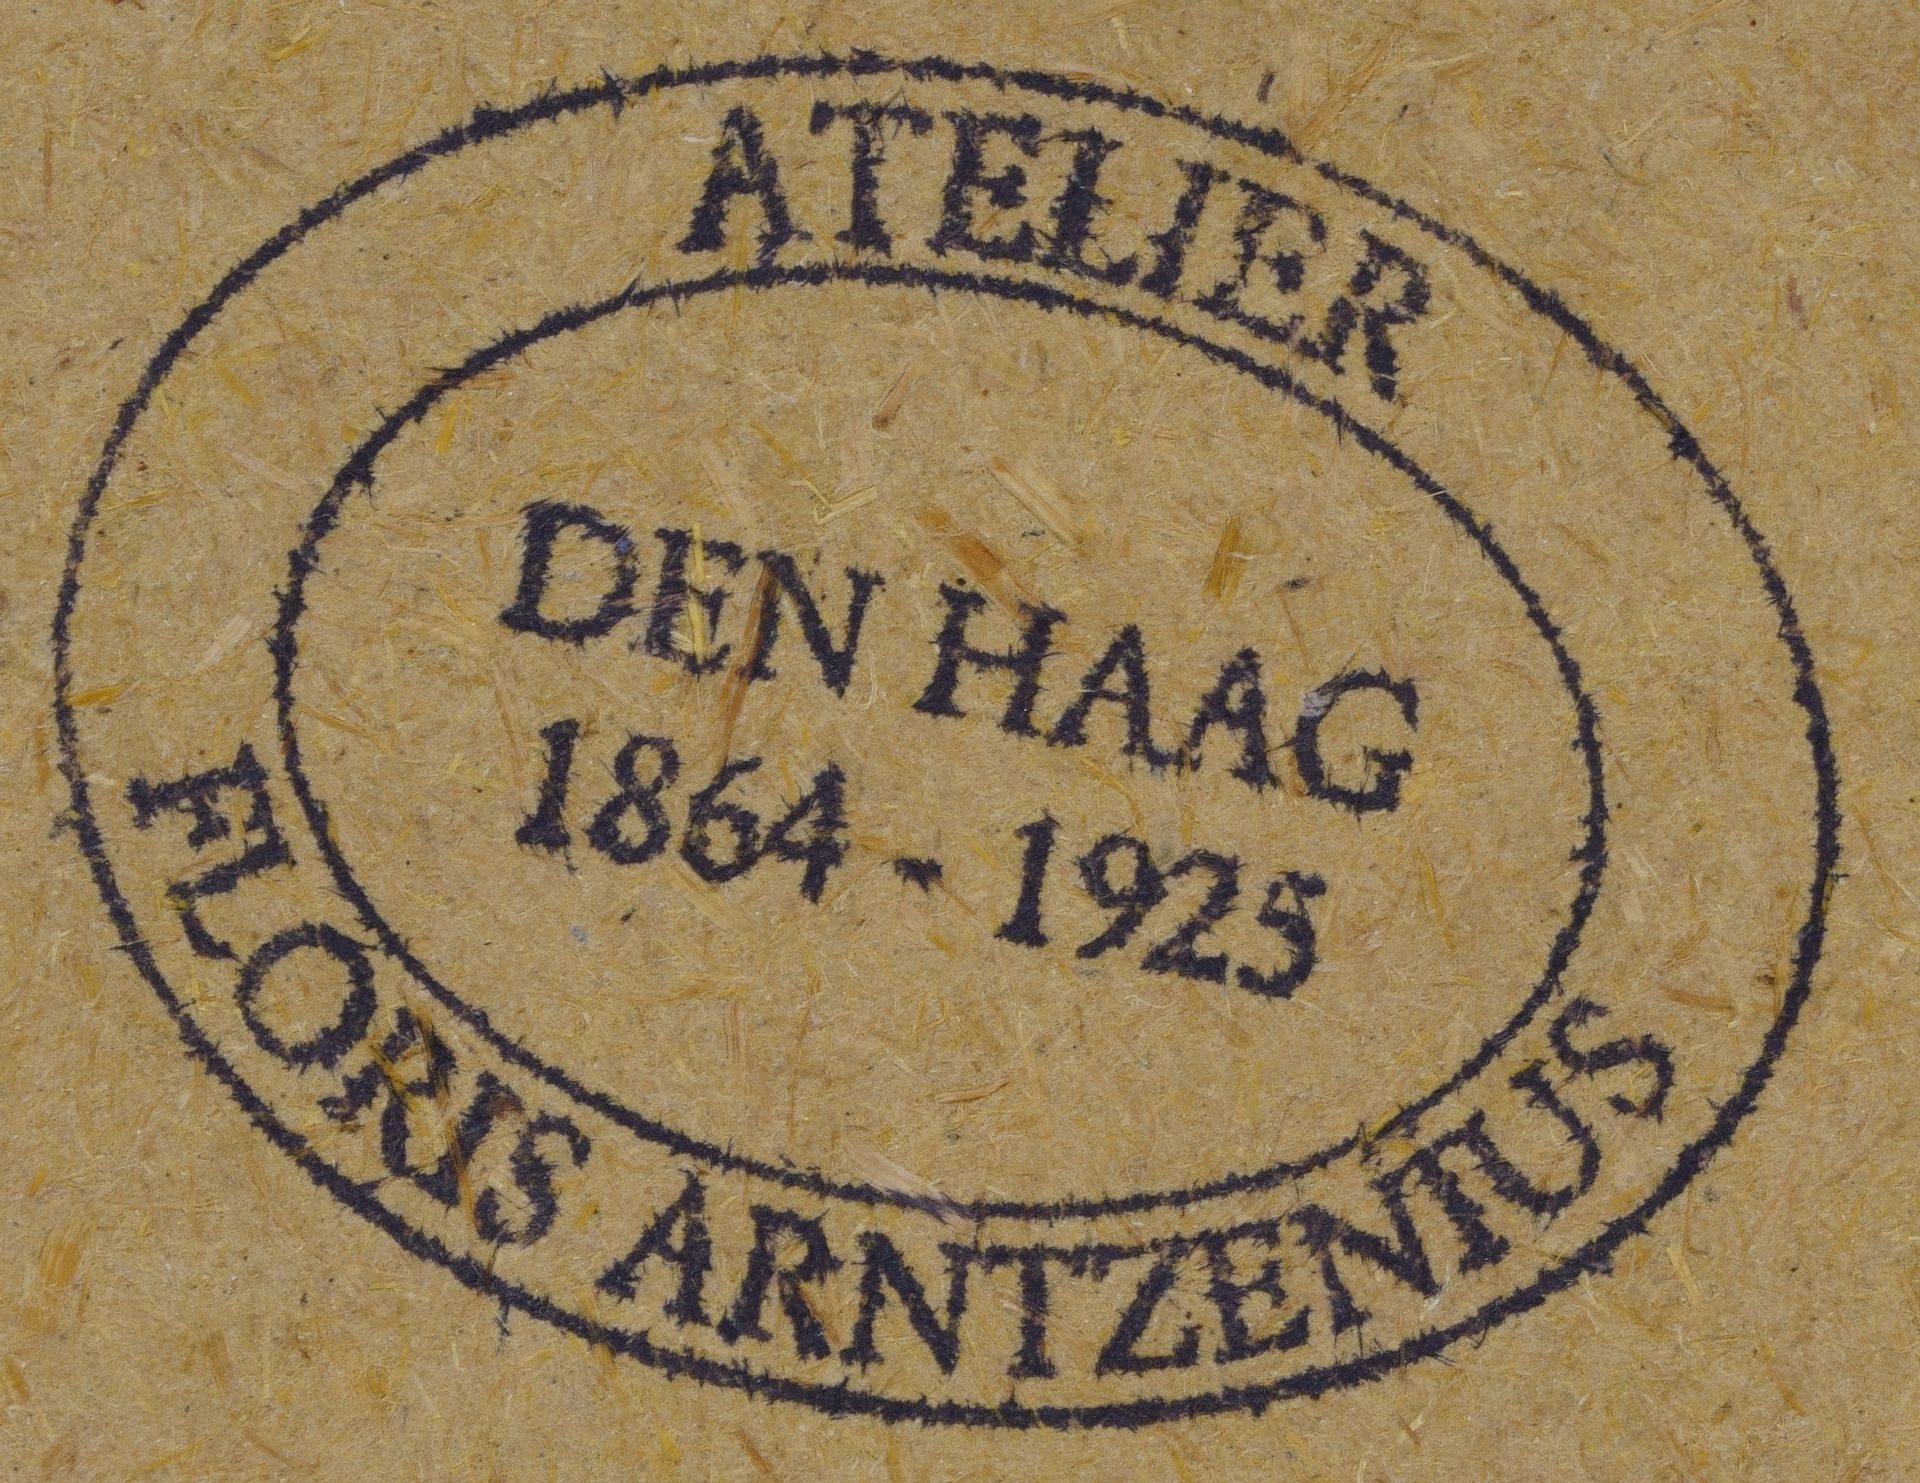 ATELIER
DEN HAAG
1864 - 1925
FLORIS ARNTZENIUS